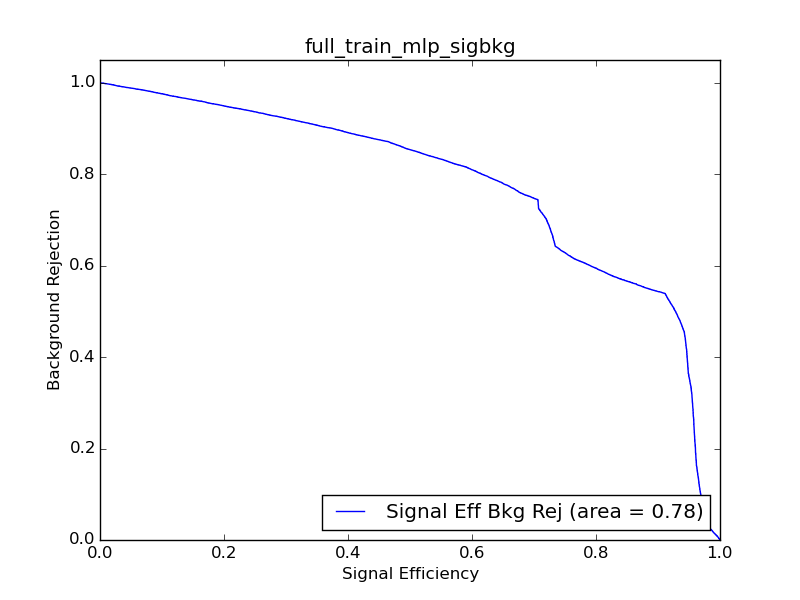 full_train_mlp_sigbkg
1.0
0.8
0.6
0.4
0.2
0.0
Background Rejection
Signal Eff Bkg Rej (area = 0.78)
0.0 0.2 0.4 0.6 0.8 1.0
Signal Efficiency